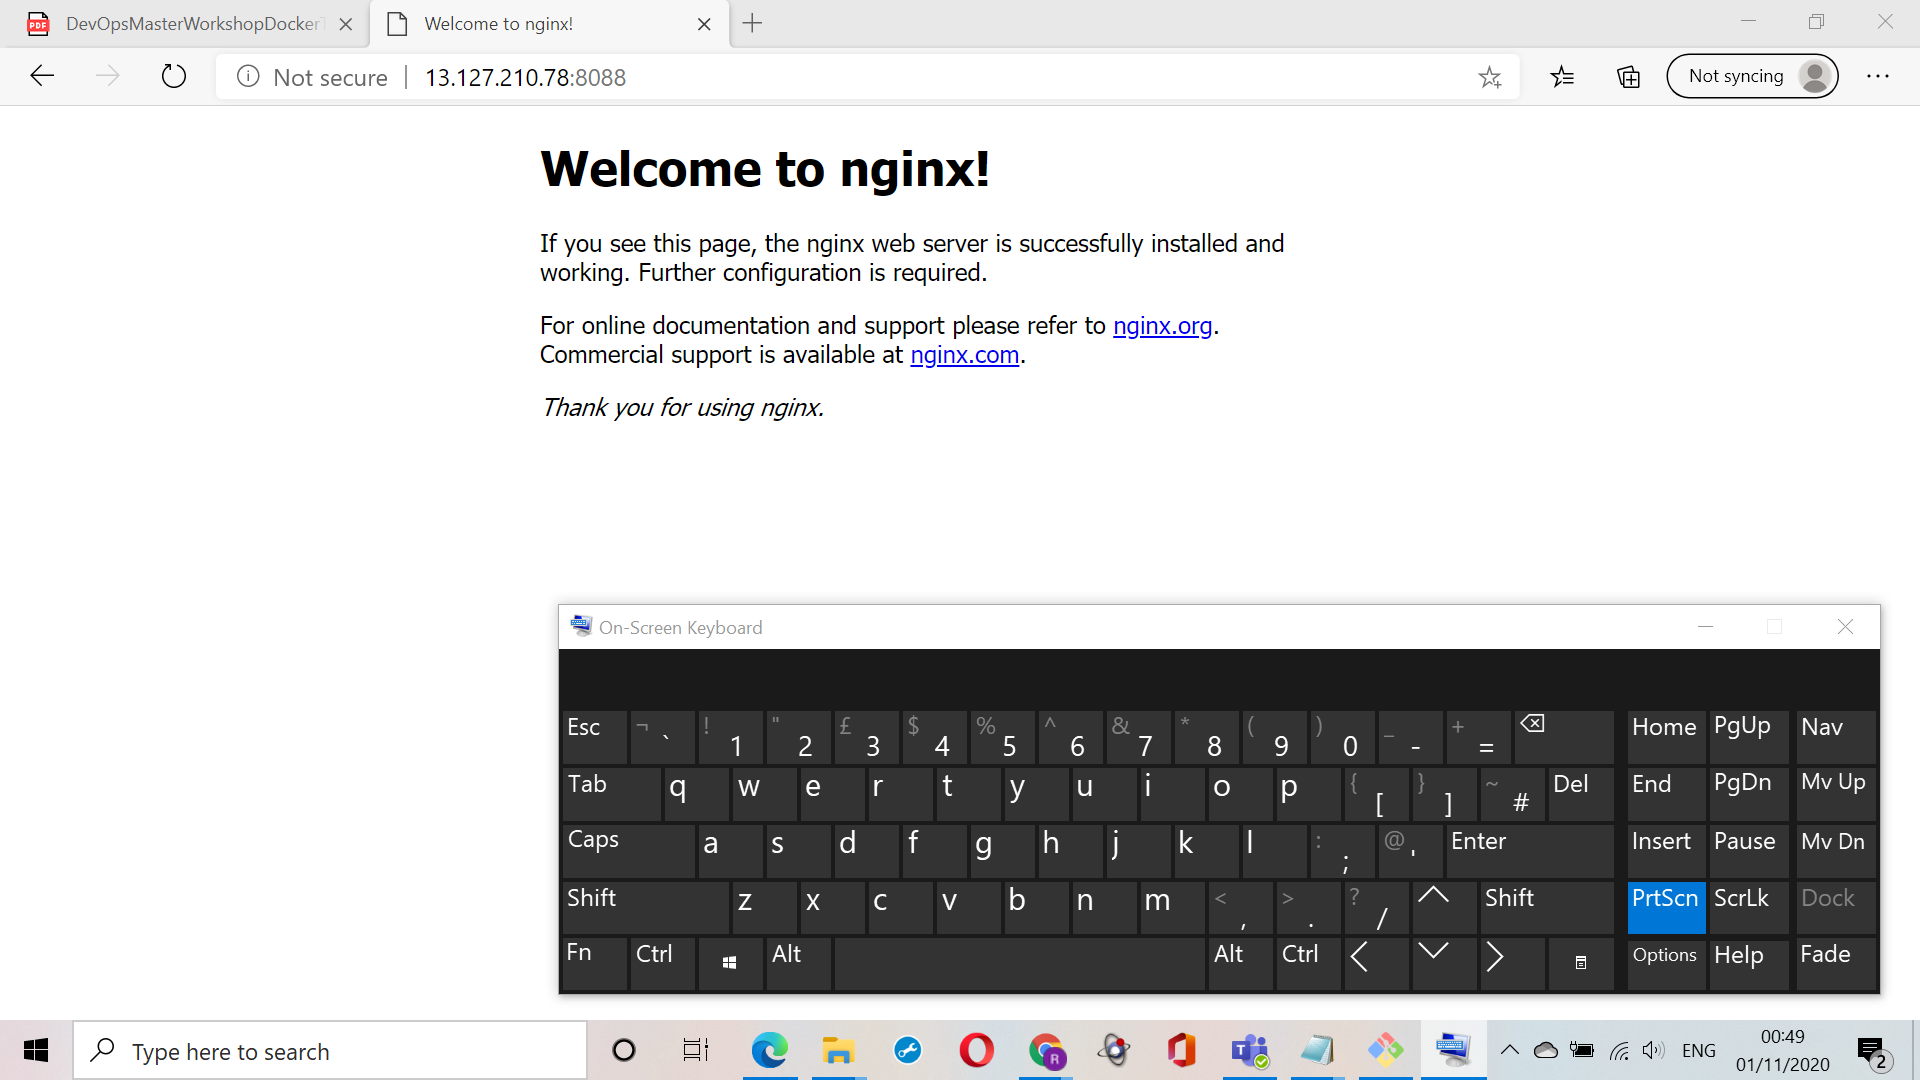 DevOpsMasterWorkshopDocker
Welcome to nginx!
Not secure
13.127.210.78:8088
Not syncing
Welcome to nginx!
If you see this page, the nginx web server is successfully installed and
working. Further configuration is required.
For online documentation and support please refer to nginx.org.
Commercial support is available at nginx.com.
Thank you for using nginx.
On-Screen Keyboard
Esc ¬ ` ! 1 " 2 £ 3 $ 4 % 5 ^ 6 & 7 * 8 ( 9 ) 0 _ - + = Home PgUp Nav
Tab q w e r t y u i o p { [ } ] ~ # Del End PgDn Mv Up
Caps a s d f g h j k l : ; @ ' Enter Insert Pause Mv Dn
Shift z x c v b n m < , > . ? / Shift PrtScn ScrLk Dock
Fn Ctrl Alt Alt Ctrl Options Help Fade
Type here to search
ENG
00:49
01/11/2020
2